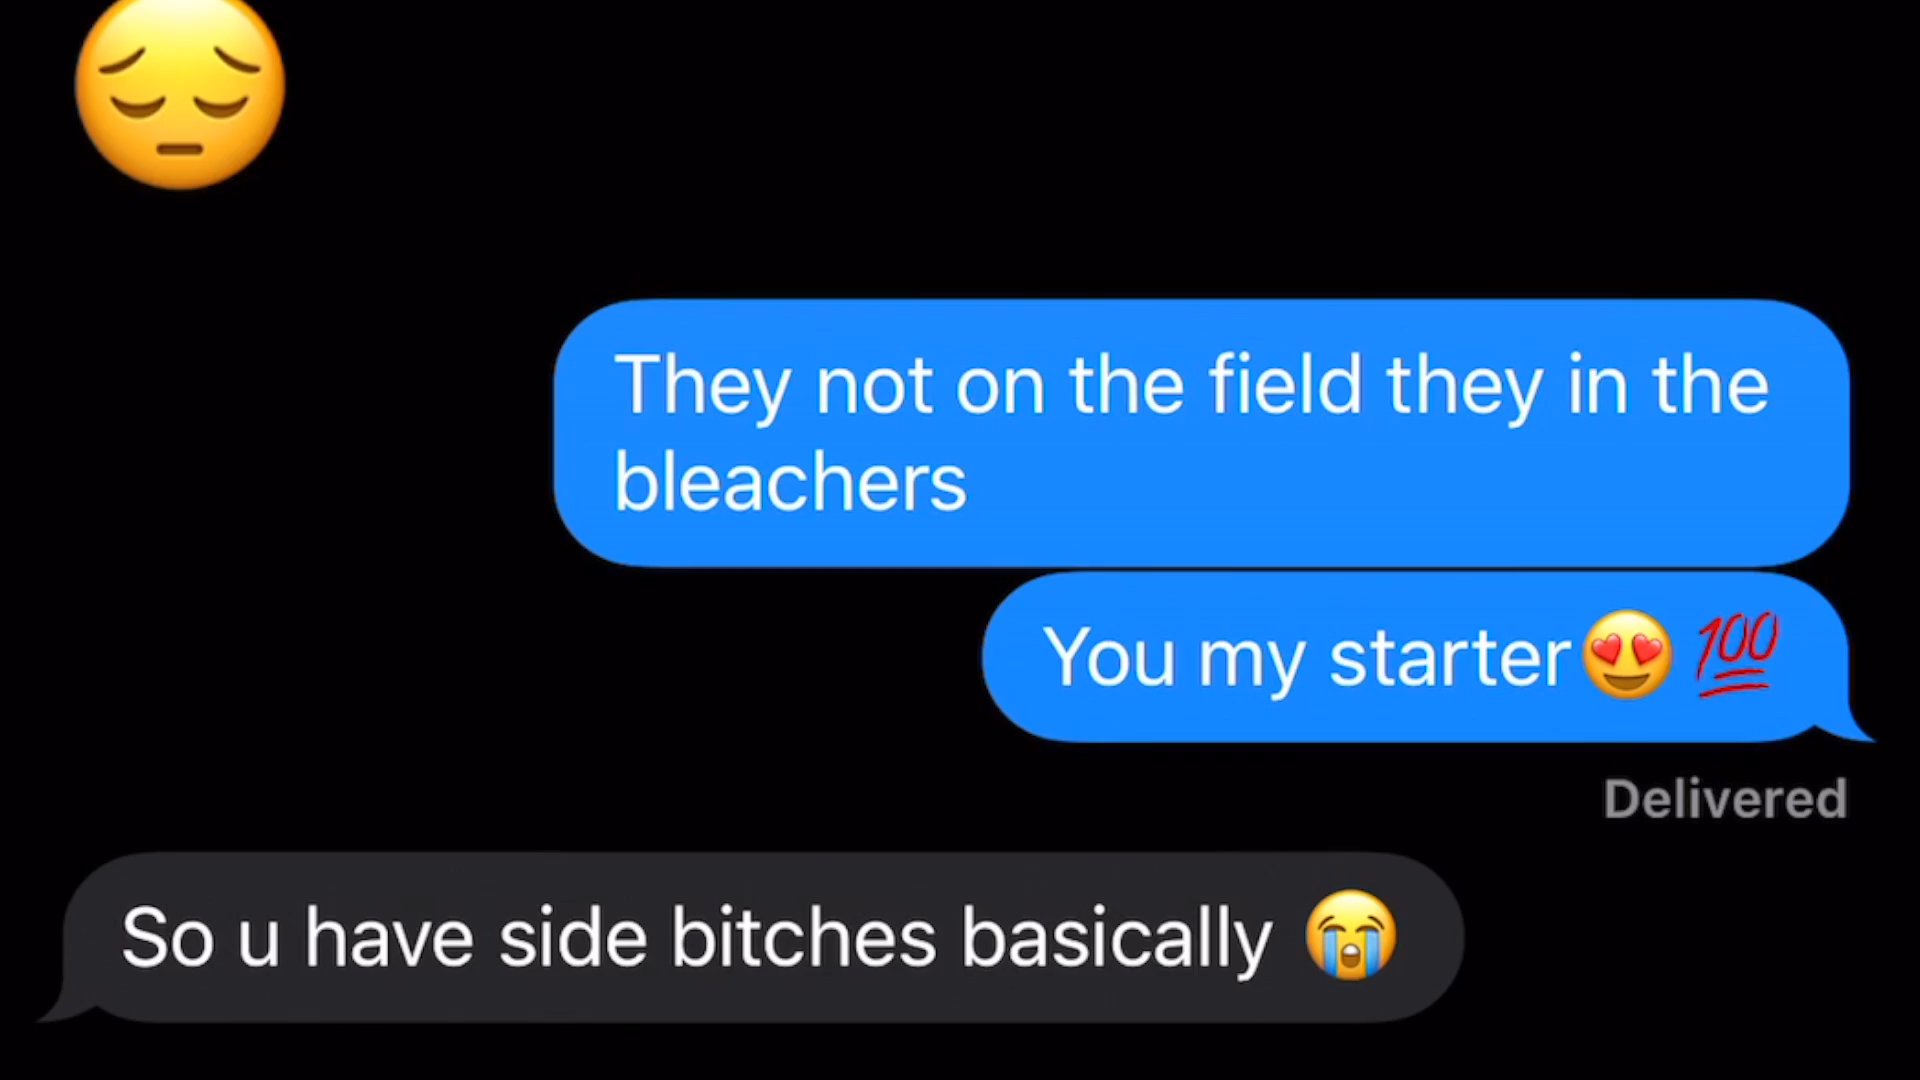 They not on the field they in the
bleachers
You my starter😍 💯
Delivered
So u have side bitches basically 😭